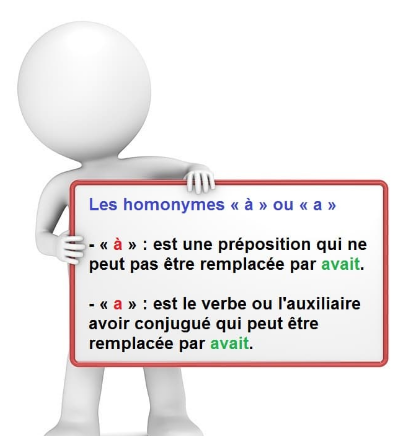 Les homonymes « à » ou « a »
- « à » : est une préposition qui ne
peut pas être remplacée par avait.
- « a » : est le verbe ou l'auxiliaire
avoir conjugué qui peut être
remplacée par avait.